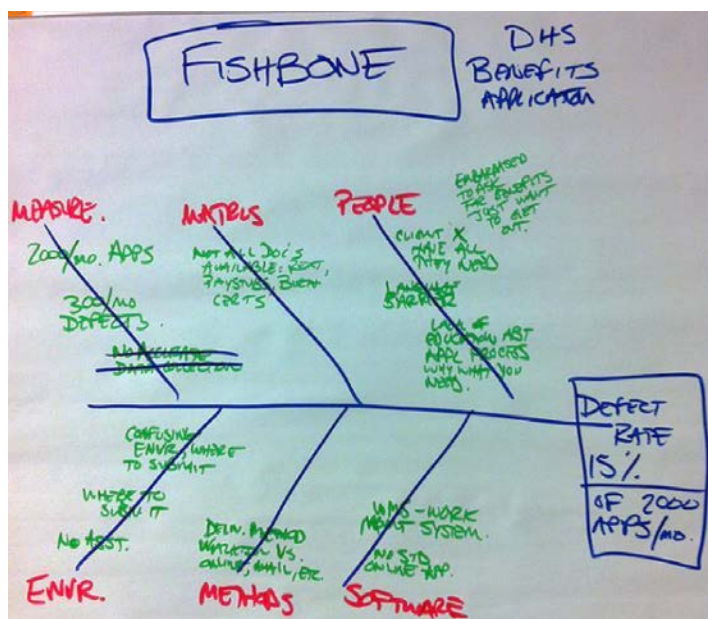 FISHBONE
DHS
BENEFITS
APPLICATION
MEASURE.
2000/mo. APPS
300/mo
DEFECTS.
NO ACCURATE
DATA COLLECTION
MATRLS
NOT ALL DOC'S
AVAILABLE: RENT,
PAYSTUBS, BIRTH
CERTS
PEOPLE
EMBARASSED
TO ASK
FOR BENEFITS
JUST WANT
TO GET
OUT.
CLIENT X
HAVE ALL
THEY NEED
LANGUAGE
BARRIER
LACK OF
EDUCATION ABT
APPL PROCESS
WHY WHAT YOU
NEED.
DEFECT
RATE
15%
OF 2000
APPS/mo.
CONFUSING
ENVR, WHERE
TO SUBMIT
WHERE TO
SUBM IT
NO ASST.
ENVR.
DELIV. METHOD
WALK IN VS.
ONLINE, MAIL, ETC.
METHODS
WMS - WORK
MGMT SYSTEM.
NO STD
ONLINE APP.
SOFTWARE